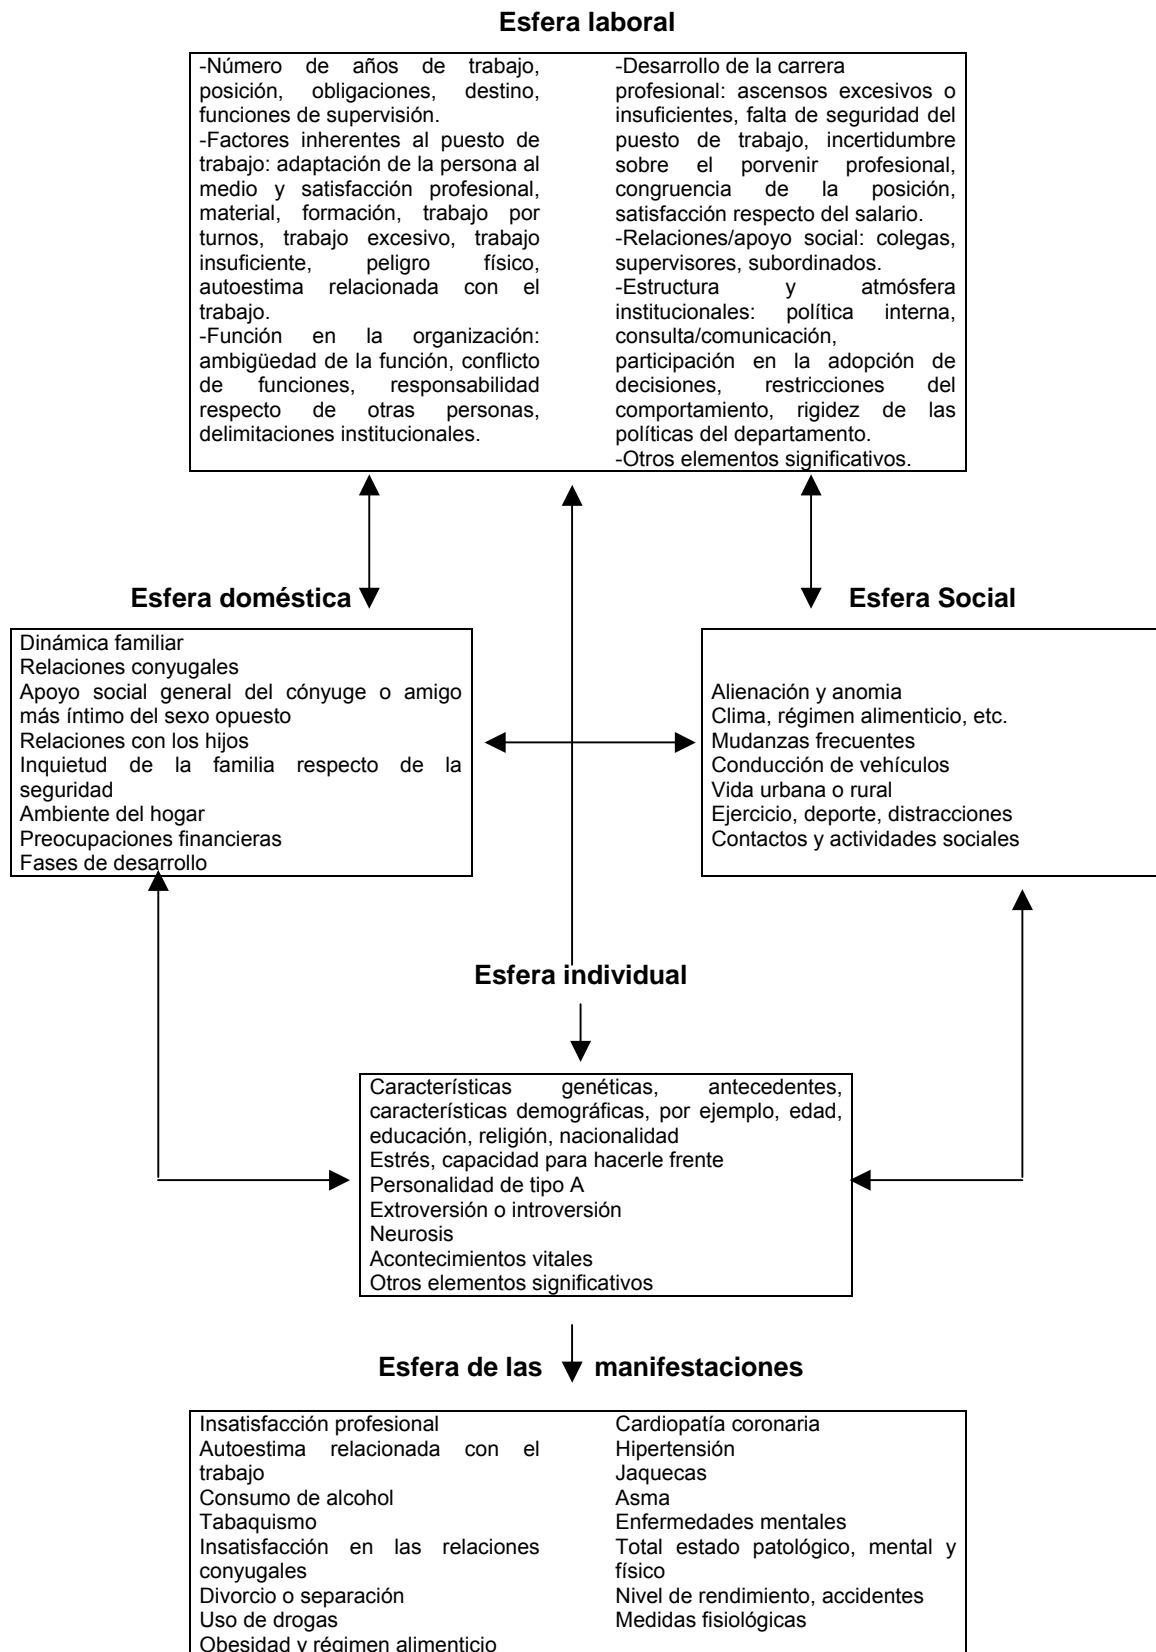 Esfera laboral
-Número de años de trabajo,
posición, obligaciones, destino,
funciones de supervisión.
-Factores inherentes al puesto de
trabajo: adaptación de la persona al
medio y satisfacción profesional,
material, formación, trabajo por
turnos, trabajo excesivo, trabajo
insuficiente, peligro físico,
autoestima relacionada con el
trabajo.
-Función en la organización:
ambigüedad de la función, conflicto
de funciones, responsabilidad
respecto de otras personas,
delimitaciones institucionales.
-Desarrollo de la carrera
profesional: ascensos excesivos o
insuficientes, falta de seguridad del
puesto de trabajo, incertidumbre
sobre el porvenir profesional,
congruencia de la posición,
satisfacción respecto del salario.
-Relaciones/apoyo social: colegas,
supervisores, subordinados.
-Estructura y atmósfera
institucionales: política interna,
consulta/comunicación,
participación en la adopción de
decisiones, restricciones del
comportamiento, rigidez de las
políticas del departamento.
-Otros elementos significativos.
Esfera doméstica
Dinámica familiar
Relaciones conyugales
Apoyo social general del cónyuge o amigo
más íntimo del sexo opuesto
Relaciones con los hijos
Inquietud de la familia respecto de la
seguridad
Ambiente del hogar
Preocupaciones financieras
Fases de desarrollo
Esfera Social
Alienación y anomia
Clima, régimen alimenticio, etc.
Mudanzas frecuentes
Conducción de vehículos
Vida urbana o rural
Ejercicio, deporte, distracciones
Contactos y actividades sociales
Esfera individual
Características genéticas, antecedentes,
características demográficas, por ejemplo, edad,
educación, religión, nacionalidad
Estrés, capacidad para hacerle frente
Personalidad de tipo A
Extroversión o introversión
Neurosis
Acontecimientos vitales
Otros elementos significativos
Esfera de las manifestaciones
Insatisfacción profesional
Autoestima relacionada con el
trabajo
Consumo de alcohol
Tabaquismo
Insatisfacción en las relaciones
conyugales
Divorcio o separación
Uso de drogas
Obesidad y régimen alimenticio
Cardiopatía coronaria
Hipertensión
Jaquecas
Asma
Enfermedades mentales
Total estado patológico, mental y
físico
Nivel de rendimiento, accidentes
Medidas fisiológicas